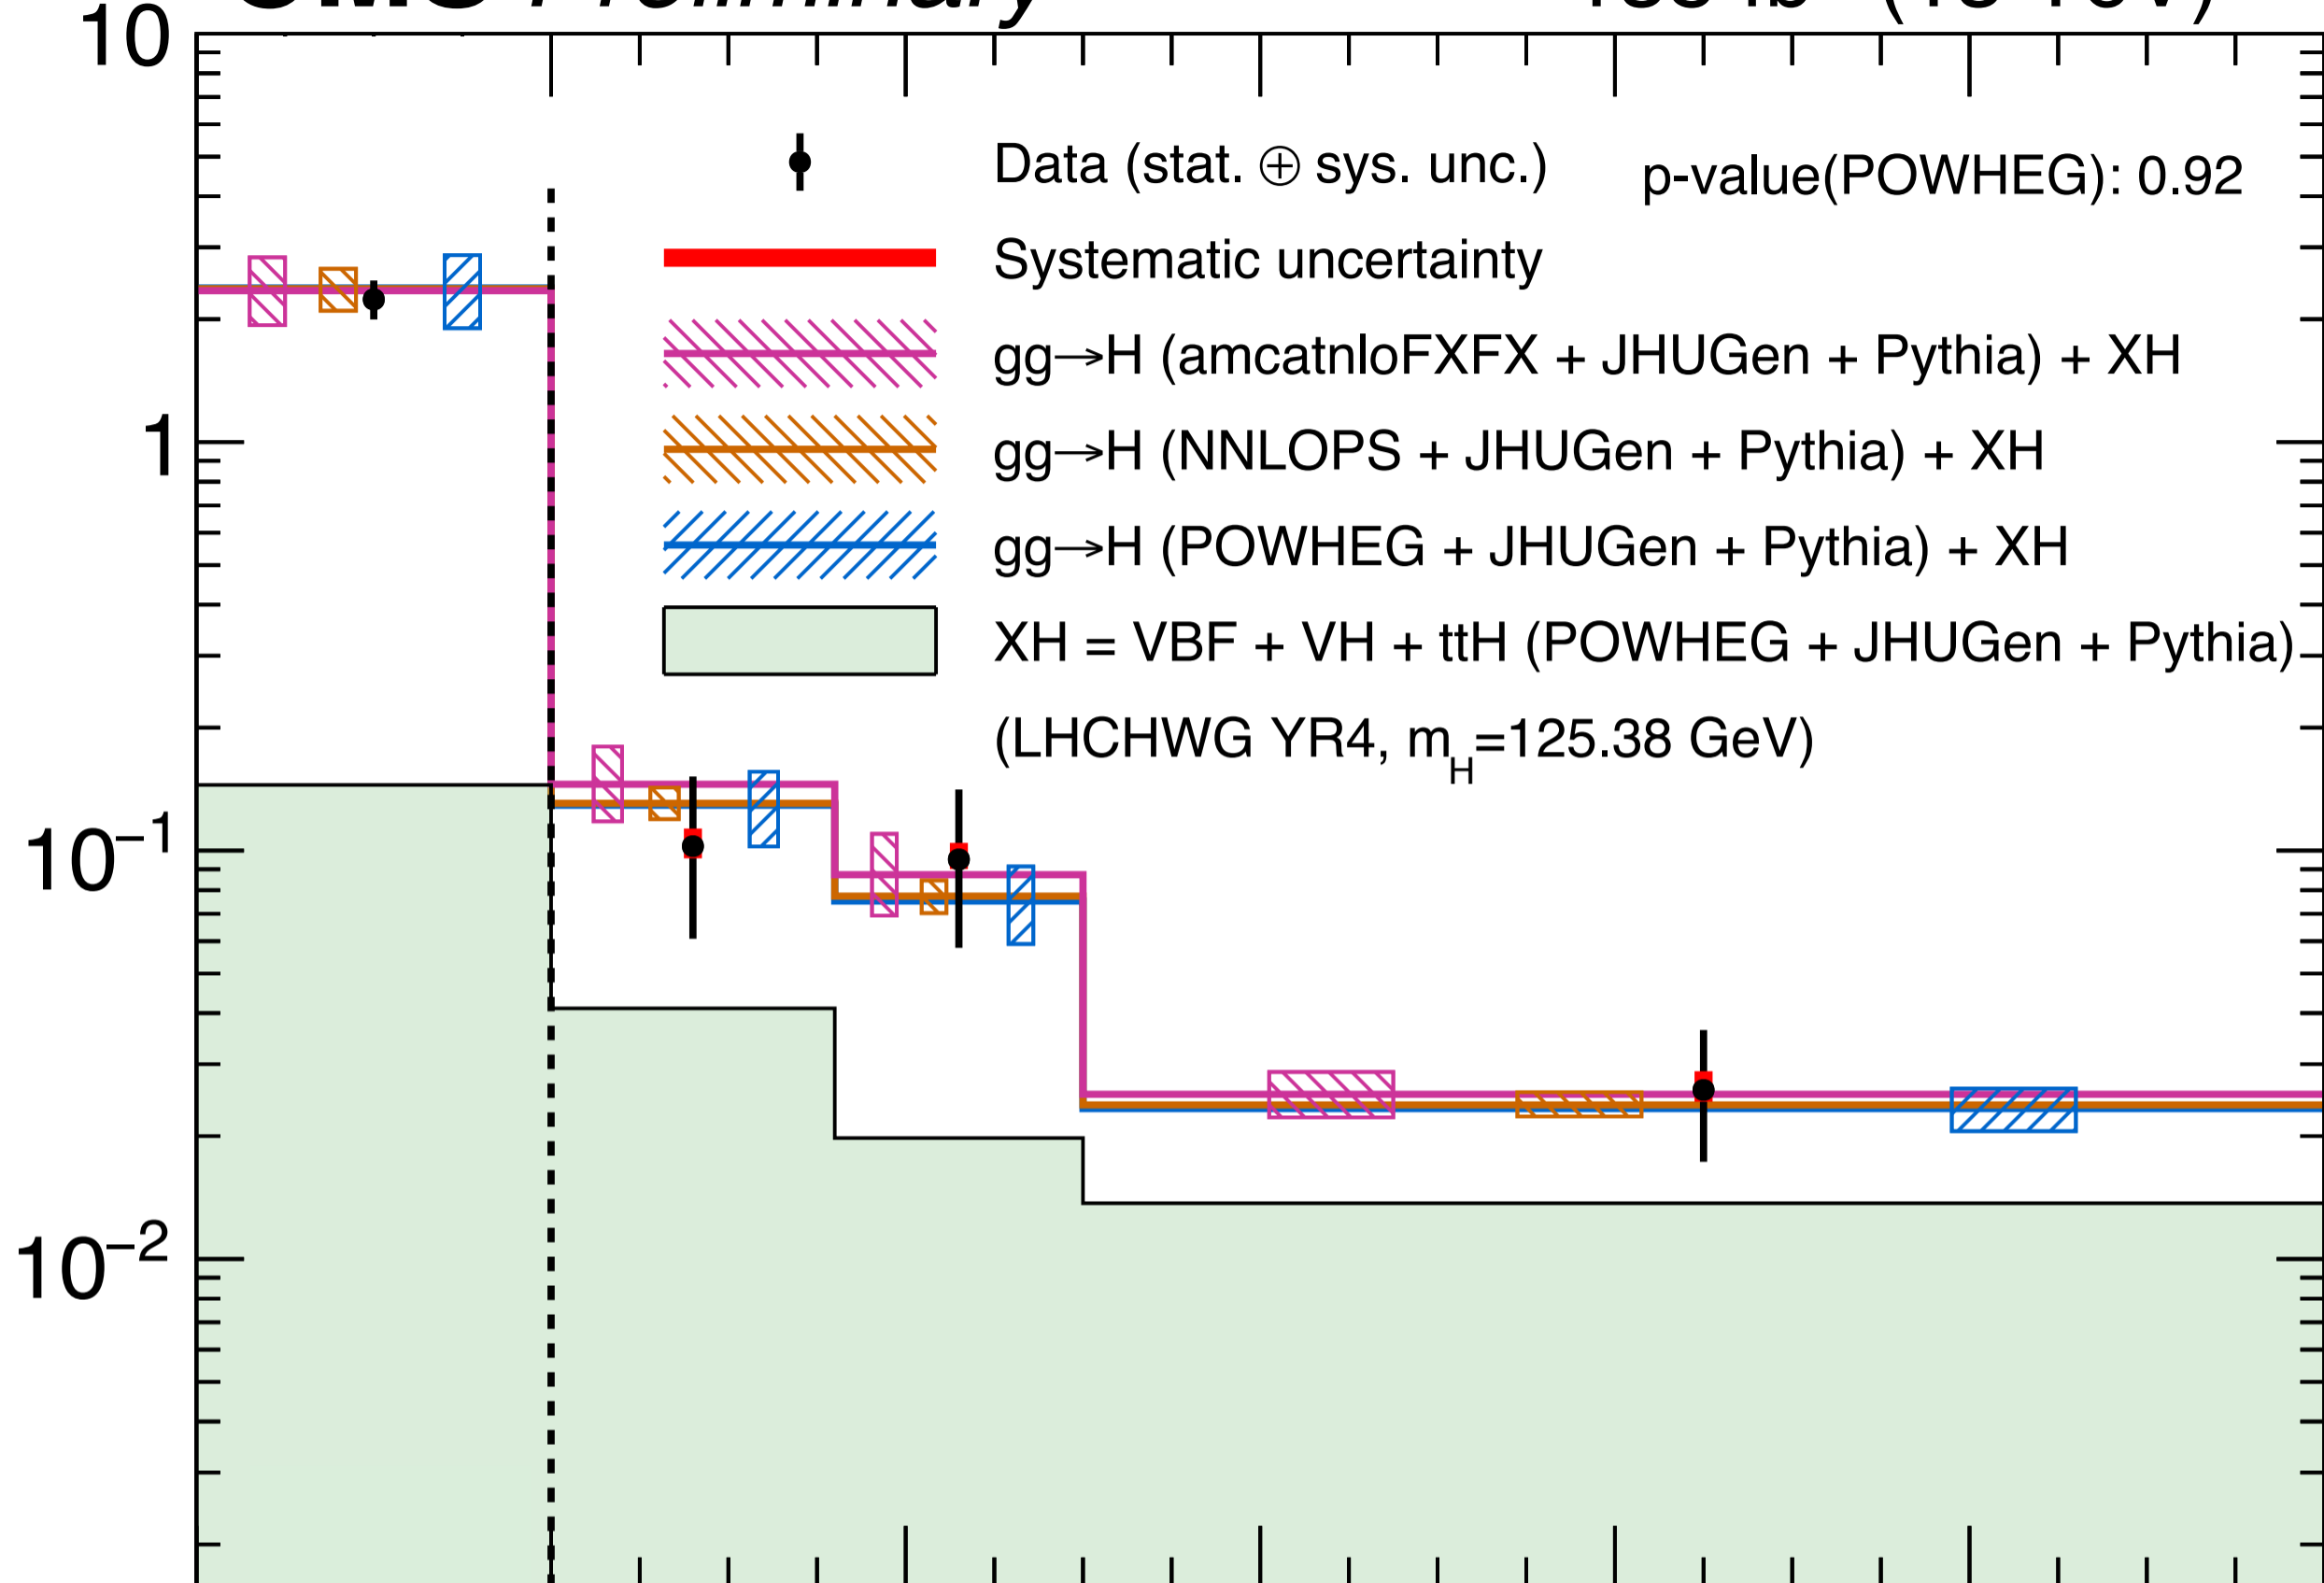 10
Data (stat. ⊕ sys. unc.)
p-value(POWHEG): 0.92
Systematic uncertainty
gg→H (amcatnloFXFX + JHUGen + Pythia) + XH
1
gg→H (NNLOPS + JHUGen + Pythia) + XH
gg→H (POWHEG + JHUGen + Pythia) + XH
XH = VBF + VH + ttH (POWHEG + JHUGen + Pythia)
(LHCHWG YR4, m_H=125.38 GeV)
10⁻¹
10⁻²